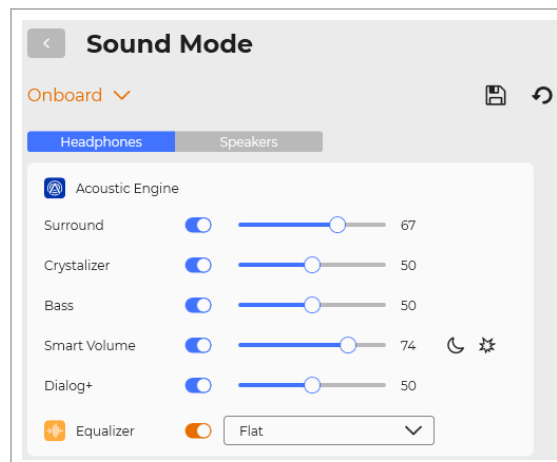 Sound Mode
Onboard
Headphones Speakers
Acoustic Engine
Surround 67
Crystalizer 50
Bass 50
Smart Volume 74
Dialog+ 50
Equalizer Flat